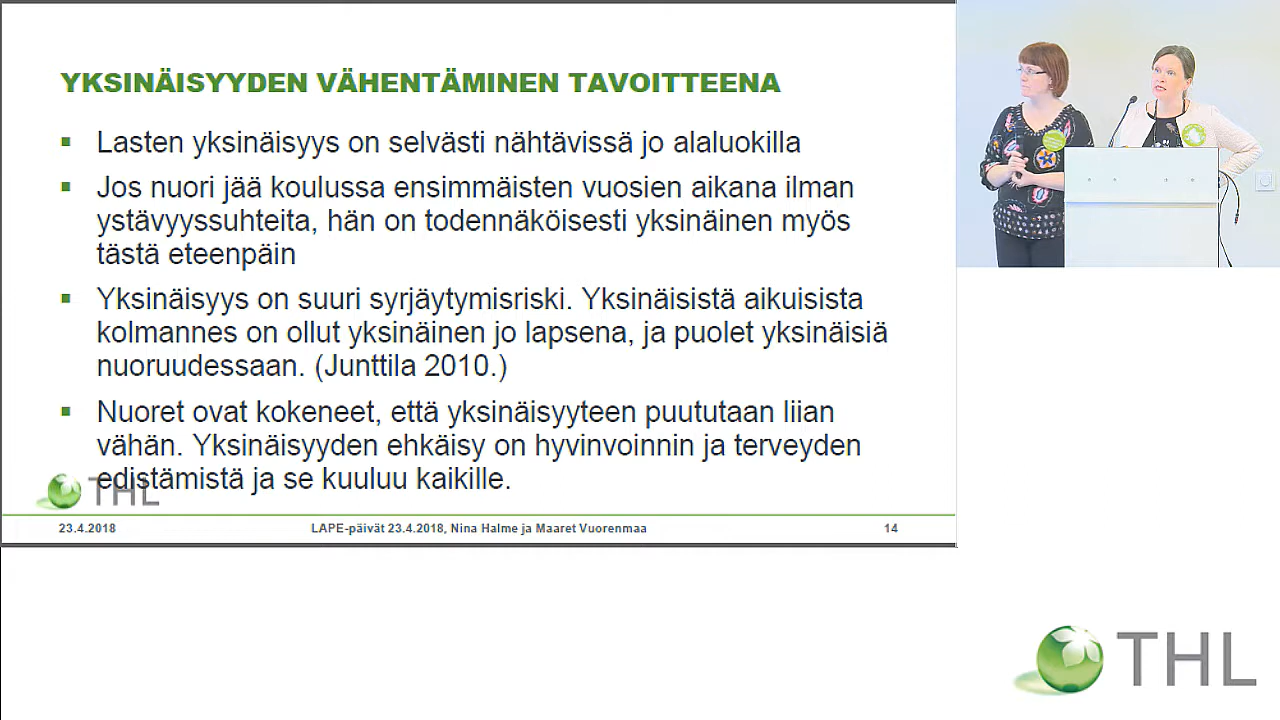 YKSINÄISYYDEN VÄHENTÄMINEN TAVOITTEENA
Lasten yksinäisyys on selvästi nähtävissä jo alaluokilla
Jos nuori jää koulussa ensimmäisten vuosien aikana ilman
ystävyyssuhteita, hän on todennäköisesti yksinäinen myös
tästä eteenpäin
Yksinäisyys on suuri syrjäytymisriski. Yksinäisistä aikuisista
kolmannes on ollut yksinäinen jo lapsena, ja puolet yksinäisiä
nuoruudessaan. (Junttila 2010.)
Nuoret ovat kokeneet, että yksinäisyyteen puututaan liian
vähän. Yksinäisyyden ehkäisy on hyvinvoinnin ja terveyden
edistämistä ja se kuuluu kaikille.
THL
23.4.2018 LAPE-päivät 23.4.2018, Nina Halme ja Maaret Vuorenmaa 14
THL